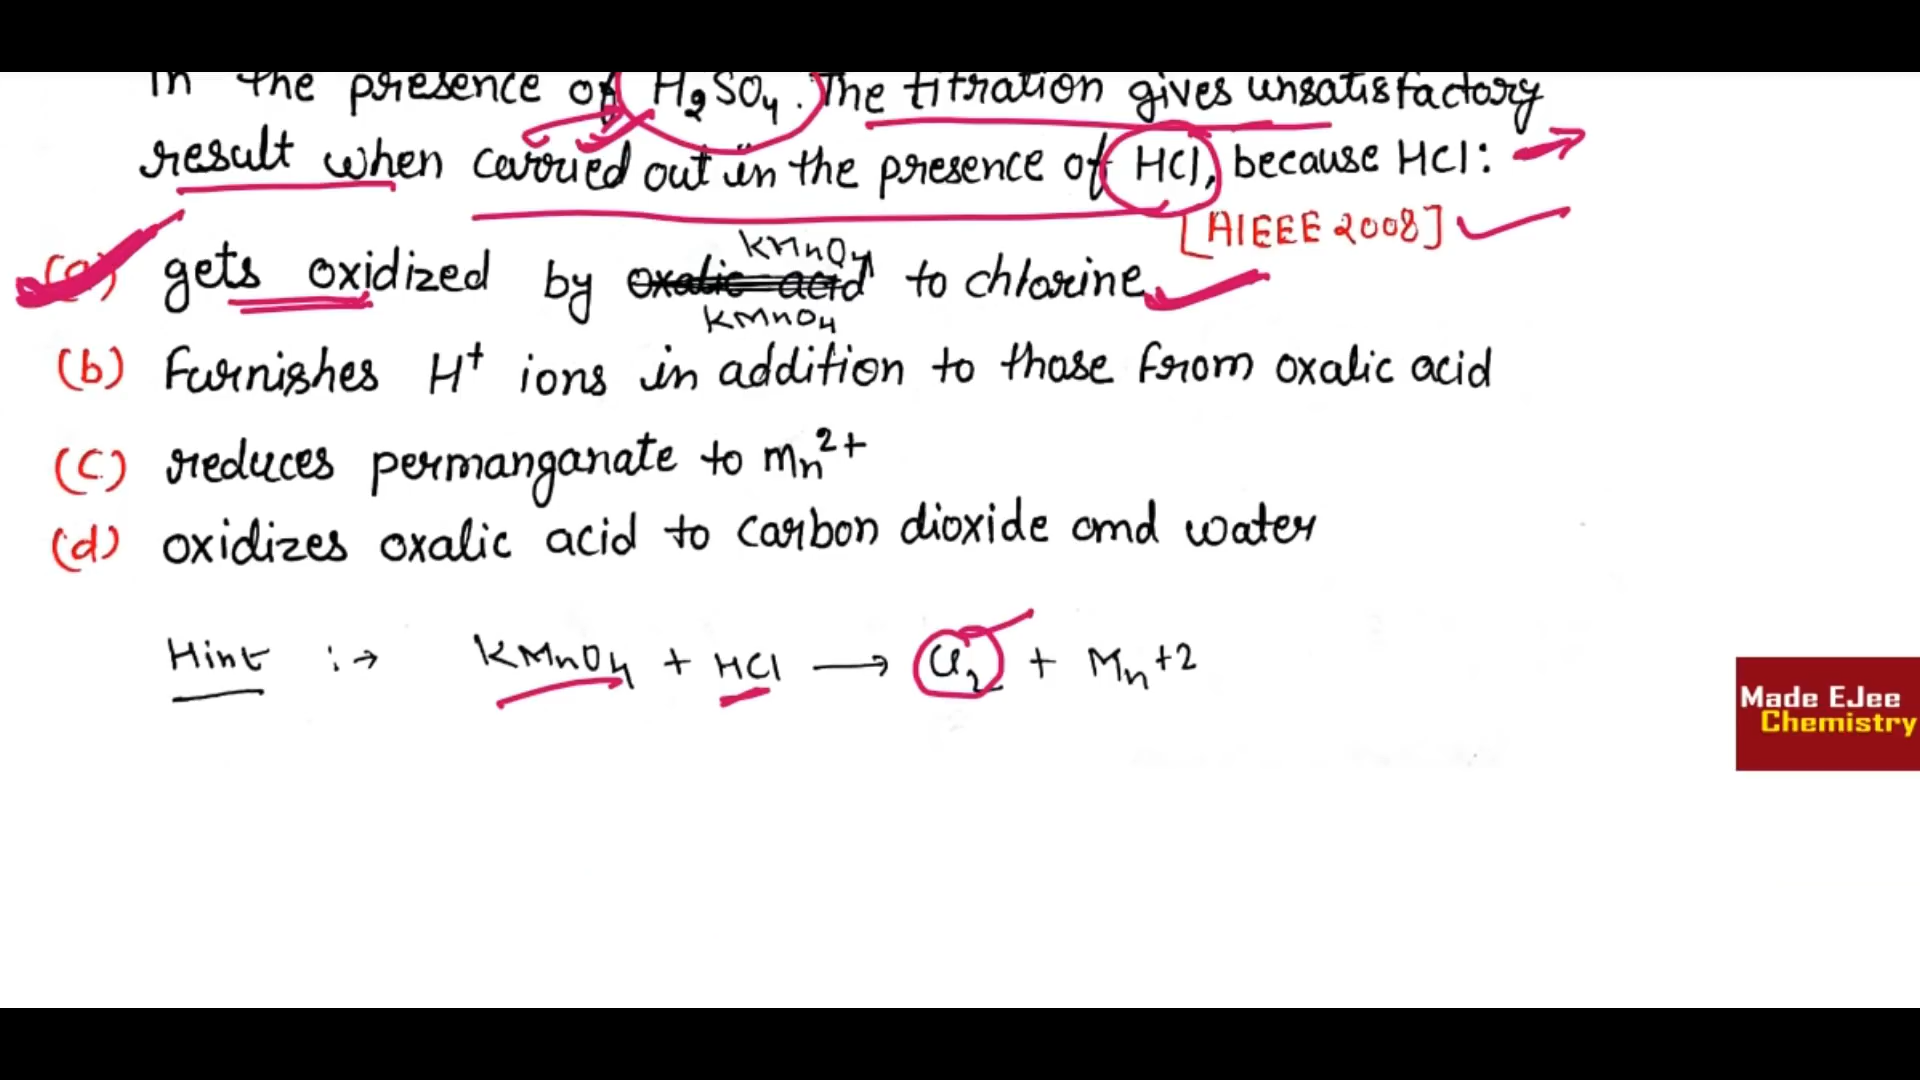 in the presence of H₂SO₄. The titration gives unsatisfactory
result when carried out in the presence of HCl, because HCl:
[AIEEE 2008]
KMnO₄
(a) gets oxidized by oxalic acid to chlorine
KMnO₄
(b) Furnishes H⁺ ions in addition to those from oxalic acid
(c) reduces permanganate to Mn²⁺
(d) oxidizes oxalic acid to carbon dioxide and water
Hint :→ KMnO₄ + HCl ⟶ Cl₂ + Mn+2
Made EJee
Chemistry